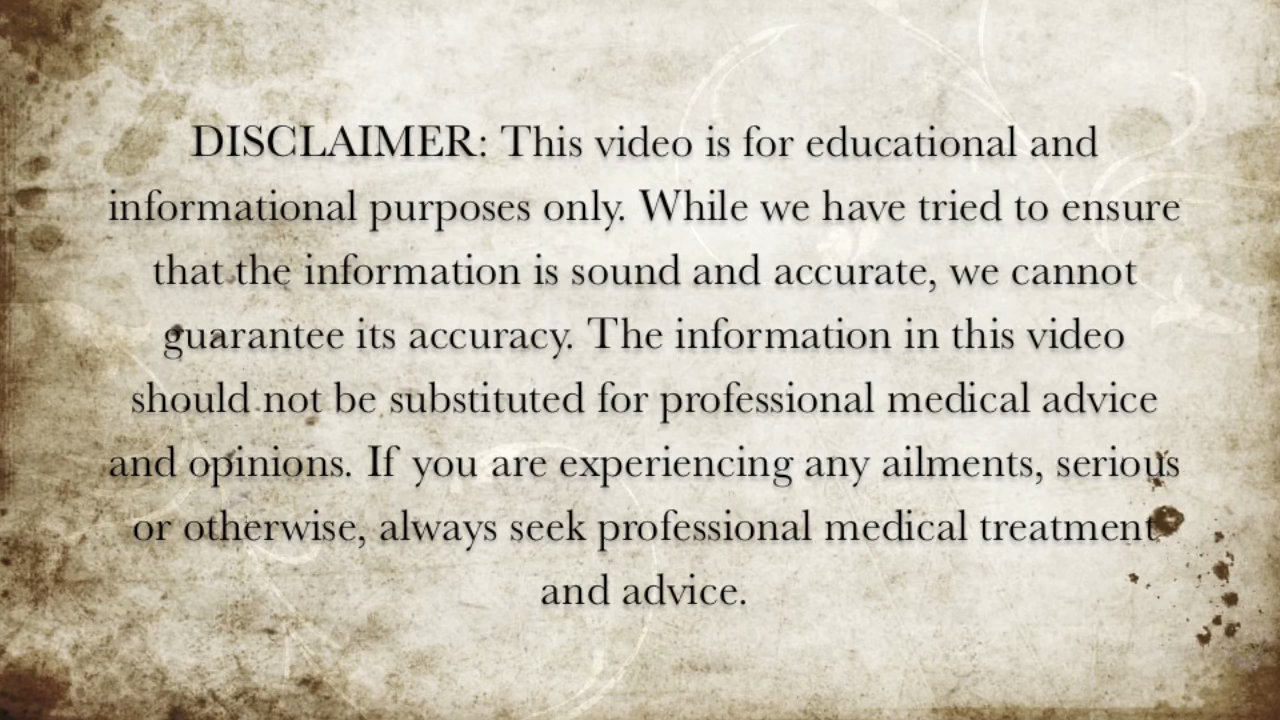 DISCLAIMER: This video is for educational and
informational purposes only. While we have tried to ensure
that the information is sound and accurate, we cannot
guarantee its accuracy. The information in this video
should not be substituted for professional medical advice
and opinions. If you are experiencing any ailments, serious
or otherwise, always seek professional medical treatment
and advice.